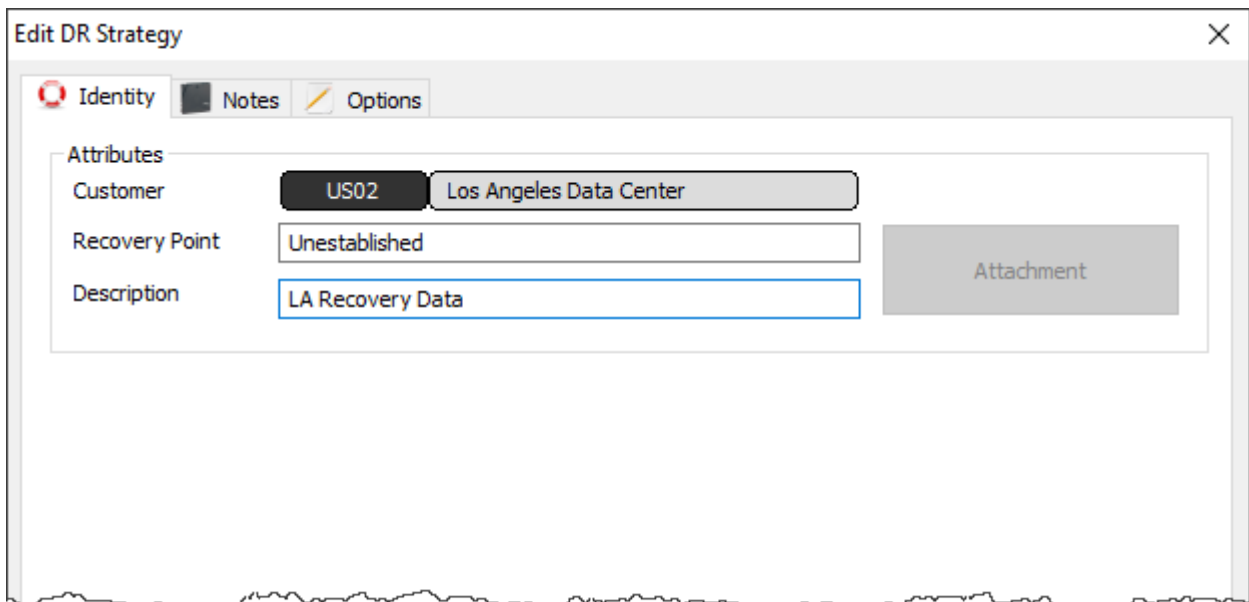 Edit DR Strategy
Identity Notes Options
Attributes
Customer US02 Los Angeles Data Center
Recovery Point Unestablished
Attachment
Description LA Recovery Data